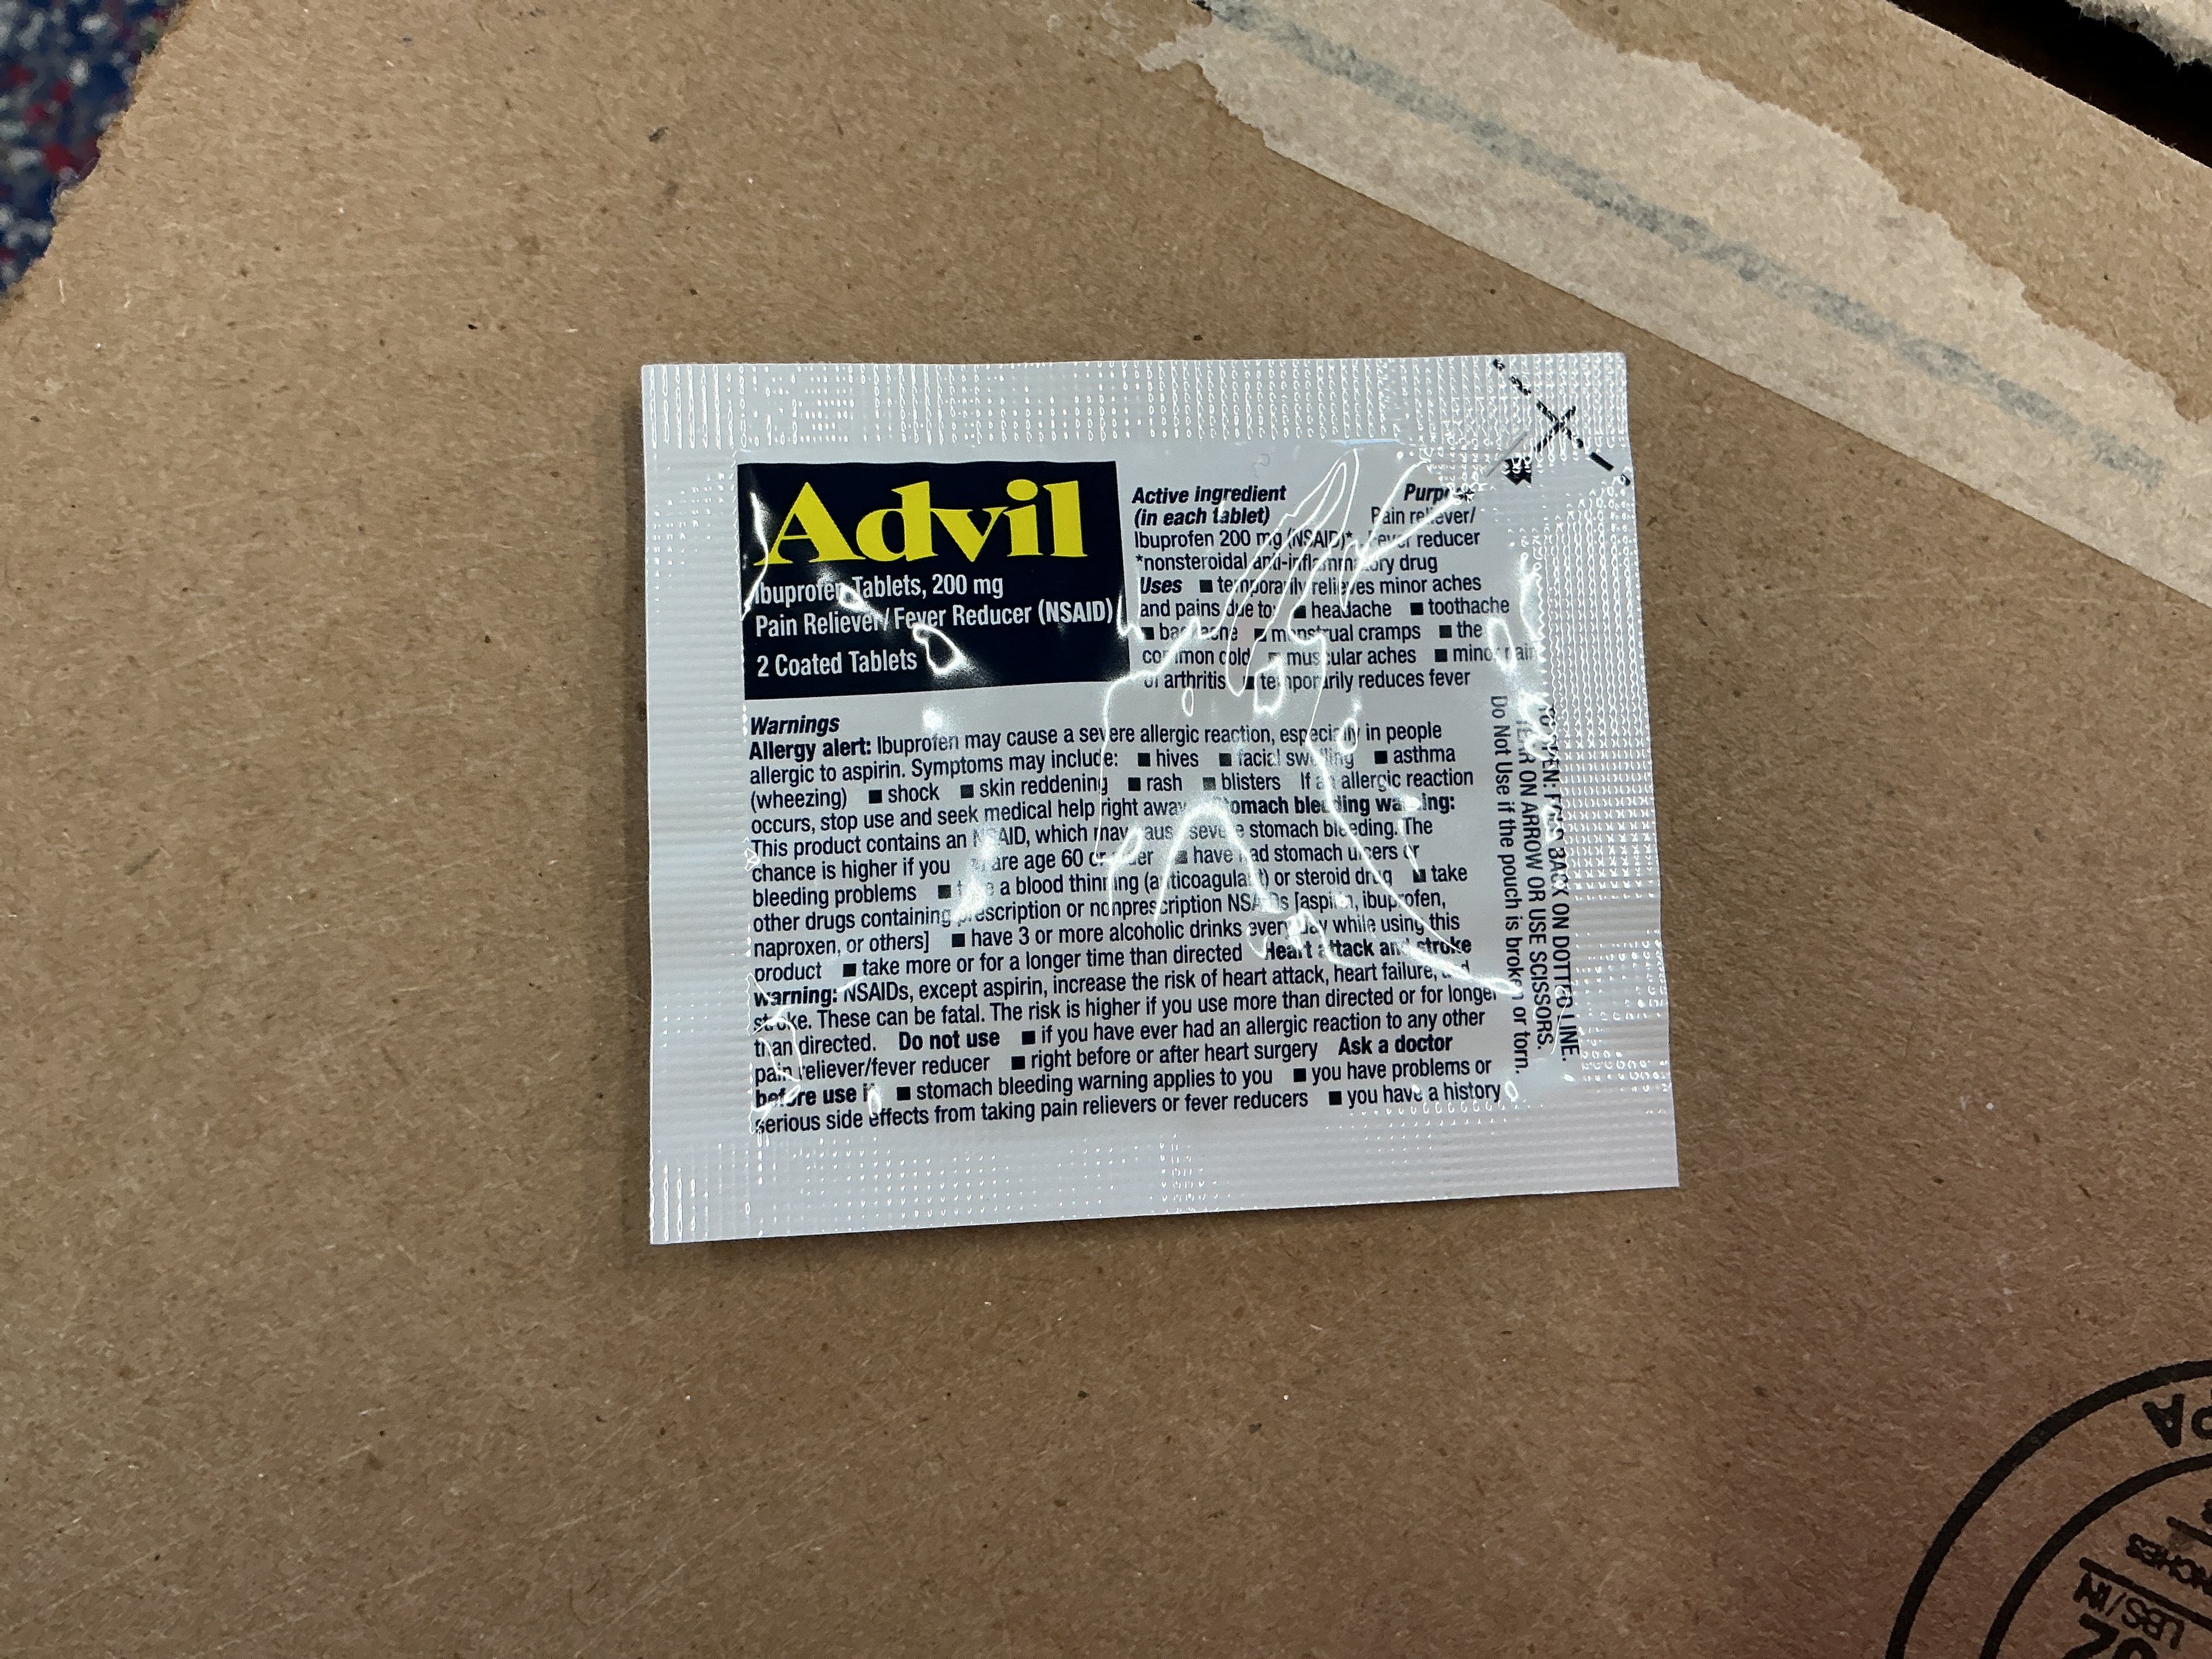 Advil
Ibuprofen Tablets, 200 mg
Pain Reliever/Fever Reducer (NSAID)
2 Coated Tablets
Active ingredient Purpose
(in each tablet) Pain reliever/
Ibuprofen 200 mg (NSAID)* Fever reducer
*nonsteroidal anti-inflammatory drug
Uses ■ temporarily relieves minor aches
and pains due to: ■ headache ■ toothache
■ backache ■ menstrual cramps ■ the
common cold ■ muscular aches ■ minor pain
of arthritis ■ temporarily reduces fever
Warnings
Allergy alert: Ibuprofen may cause a severe allergic reaction, especially in people
allergic to aspirin. Symptoms may include: ■ hives ■ facial swelling ■ asthma
(wheezing) ■ shock ■ skin reddening ■ rash ■ blisters If an allergic reaction
occurs, stop use and seek medical help right away. Stomach bleeding warning:
This product contains an NSAID, which may cause severe stomach bleeding. The
chance is higher if you ■ are age 60 or older ■ have had stomach ulcers or
bleeding problems ■ take a blood thinning (anticoagulant) or steroid drug ■ take
other drugs containing prescription or nonprescription NSAIDs [aspirin, ibuprofen,
naproxen, or others] ■ have 3 or more alcoholic drinks every day while using this
product ■ take more or for a longer time than directed Heart attack and stroke
warning: NSAIDs, except aspirin, increase the risk of heart attack, heart failure, and
stroke. These can be fatal. The risk is higher if you use more than directed or for longer
than directed. Do not use ■ if you have ever had an allergic reaction to any other
pain reliever/fever reducer ■ right before or after heart surgery Ask a doctor
before use if ■ stomach bleeding warning applies to you ■ you have problems or
serious side effects from taking pain relievers or fever reducers ■ you have a history
TO OPEN: FOLD BACK ON DOTTED LINE.
TEAR ON ARROW OR USE SCISSORS.
Do Not Use if the pouch is broken or torn.
LBS/IN